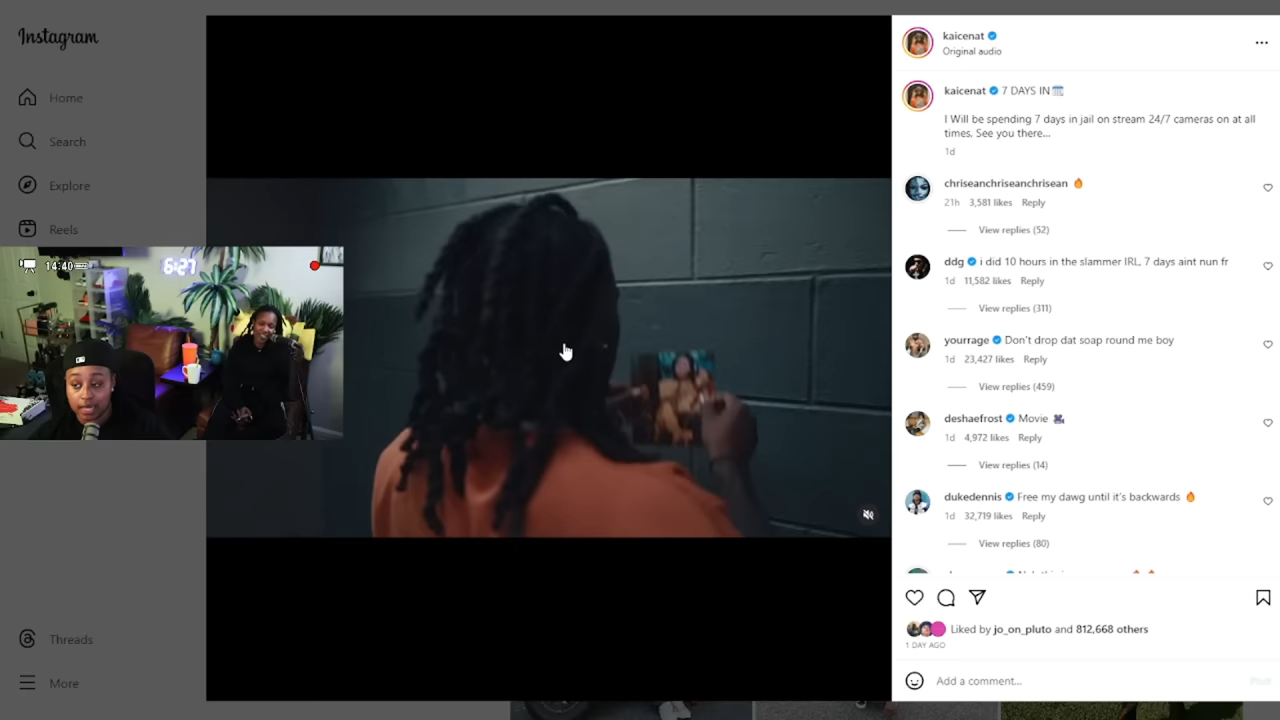 Instagram
Home
Search
Explore
Reels
14:40
6:27
Threads
More
kaicenat
Original audio
kaicenat 7 DAYS IN
I Will be spending 7 days in jail on stream 24/7 cameras on at all
times, See you there...
1d
chriseanchriseanchrisean 🔥
21h 3,581 likes Reply
View replies (52)
ddg i did 10 hours in the slammer IRL, 7 days aint nun fr
1d 11,582 likes Reply
View replies (311)
yourrage Don't drop dat soap round me boy
1d 23,427 likes Reply
View replies (459)
deshaefrost Movie 🎥
1d 4,972 likes Reply
View replies (14)
dukedennis Free my dawg until it's backwards 🔥
1d 32,719 likes Reply
View replies (80)
Liked by jo_on_pluto and 812,668 others
1 DAY AGO
Add a comment...
Post